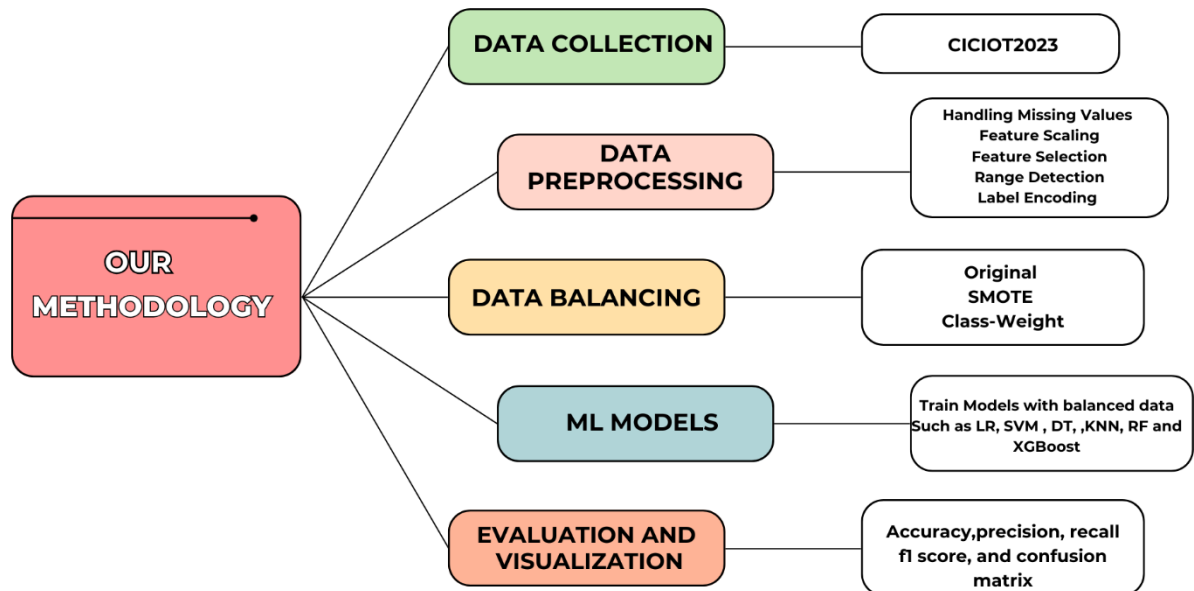 OUR
METHODOLOGY
DATA COLLECTION
CICIOT2023
DATA
PREPROCESSING
Handling Missing Values
Feature Scaling
Feature Selection
Range Detection
Label Encoding
DATA BALANCING
Original
SMOTE
Class-Weight
ML MODELS
Train Models with balanced data
Such as LR, SVM , DT, ,KNN, RF and
XGBoost
EVALUATION AND
VISUALIZATION
Accuracy,precision, recall
f1 score, and confusion
matrix